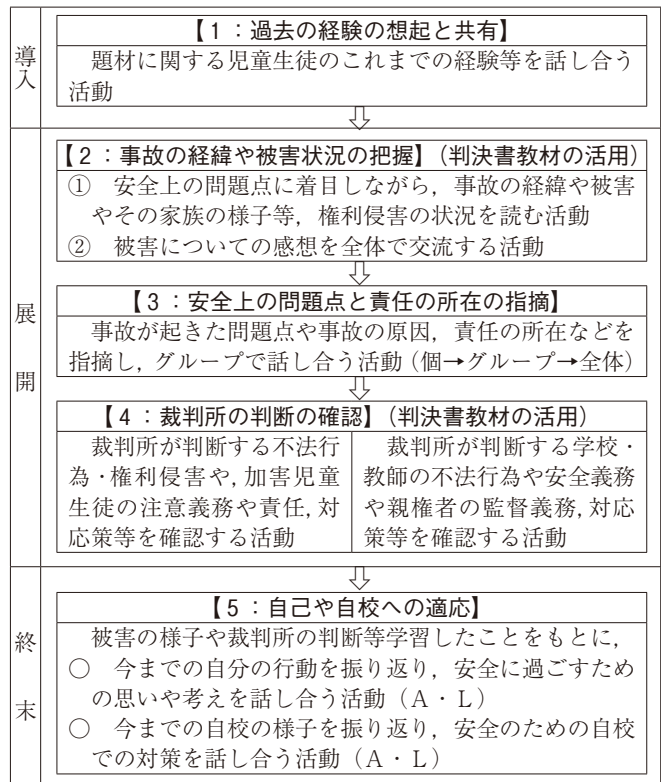 導入
【１：過去の経験の想起と共有】
題材に関する児童生徒のこれまでの経験等を話し合う
活動
展開
【２：事故の経緯や被害状況の把握】（判決書教材の活用）
①　安全上の問題点に着目しながら，事故の経緯や被害
やその家族の様子等，権利侵害の状況を読む活動
②　被害についての感想を全体で交流する活動
【３：安全上の問題点と責任の所在の指摘】
事故が起きた問題点や事故の原因，責任の所在などを
指摘し，グループで話し合う活動（個→グループ→全体）
【４：裁判所の判断の確認】（判決書教材の活用）
裁判所が判断する不法行
為・権利侵害や，加害児童
生徒の注意義務や責任，対
応策等を確認する活動
裁判所が判断する学校・
教師の不法行為や安全義務
や親権者の監督義務，対応
策等を確認する活動
終末
【５：自己や自校への適応】
被害の様子や裁判所の判断等学習したことをもとに，
○　今までの自分の行動を振り返り，安全に過ごすため
の思いや考えを話し合う活動（Ａ・Ｌ）
○　今までの自校の様子を振り返り，安全のための自校
での対策を話し合う活動（Ａ・Ｌ）